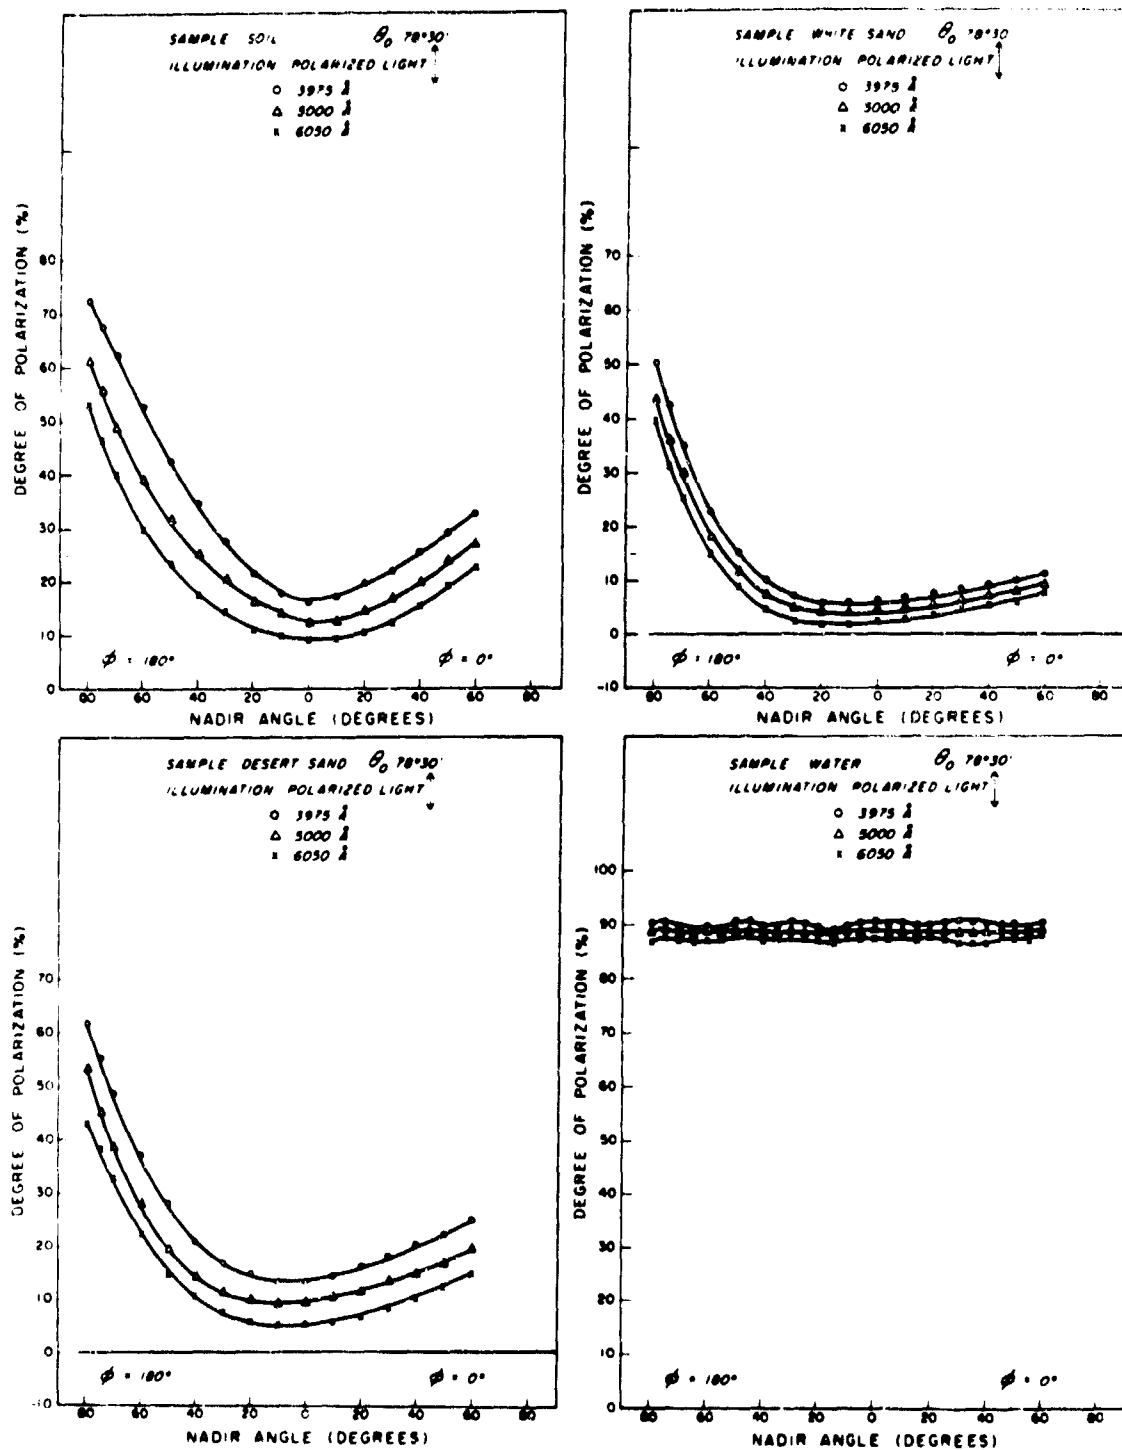 SAMPLE SOIL θ₀ 78°30'
ILLUMINATION POLARIZED LIGHT
○ 3975 Å
△ 5000 Å
x 6050 Å
DEGREE OF POLARIZATION (%)
80
70
60
50
40
30
20
10
0
ϕ = 180°
ϕ = 0°
80 60 40 20 0 20 40 60 80
NADIR ANGLE (DEGREES)
SAMPLE WHITE SAND θ₀ 78°30
ILLUMINATION POLARIZED LIGHT
○ 3975 Å
△ 5000 Å
x 6050 Å
DEGREE OF POLARIZATION (%)
70
50
40
30
20
10
0
-10
ϕ = 180°
ϕ = 0°
80 60 40 20 0 20 40 60 80
NADIR ANGLE (DEGREES)
SAMPLE DESERT SAND θ₀ 78°30'
ILLUMINATION POLARIZED LIGHT
○ 3975 Å
△ 5000 Å
x 6050 Å
DEGREE OF POLARIZATION (%)
70
60
50
40
30
20
10
0
-10
ϕ = 180°
ϕ = 0°
80 60 40 20 0 20 40 60 80
NADIR ANGLE (DEGREES)
SAMPLE WATER θ₀ 78°30'
ILLUMINATION POLARIZED LIGHT
○ 3975 Å
△ 5000 Å
x 6050 Å
DEGREE OF POLARIZATION (%)
100
90
80
70
60
50
40
30
20
10
0
ϕ = 180°
ϕ = 0°
80 60 40 20 0 20 40 60 80
NADIR ANGLE (DEGREES)